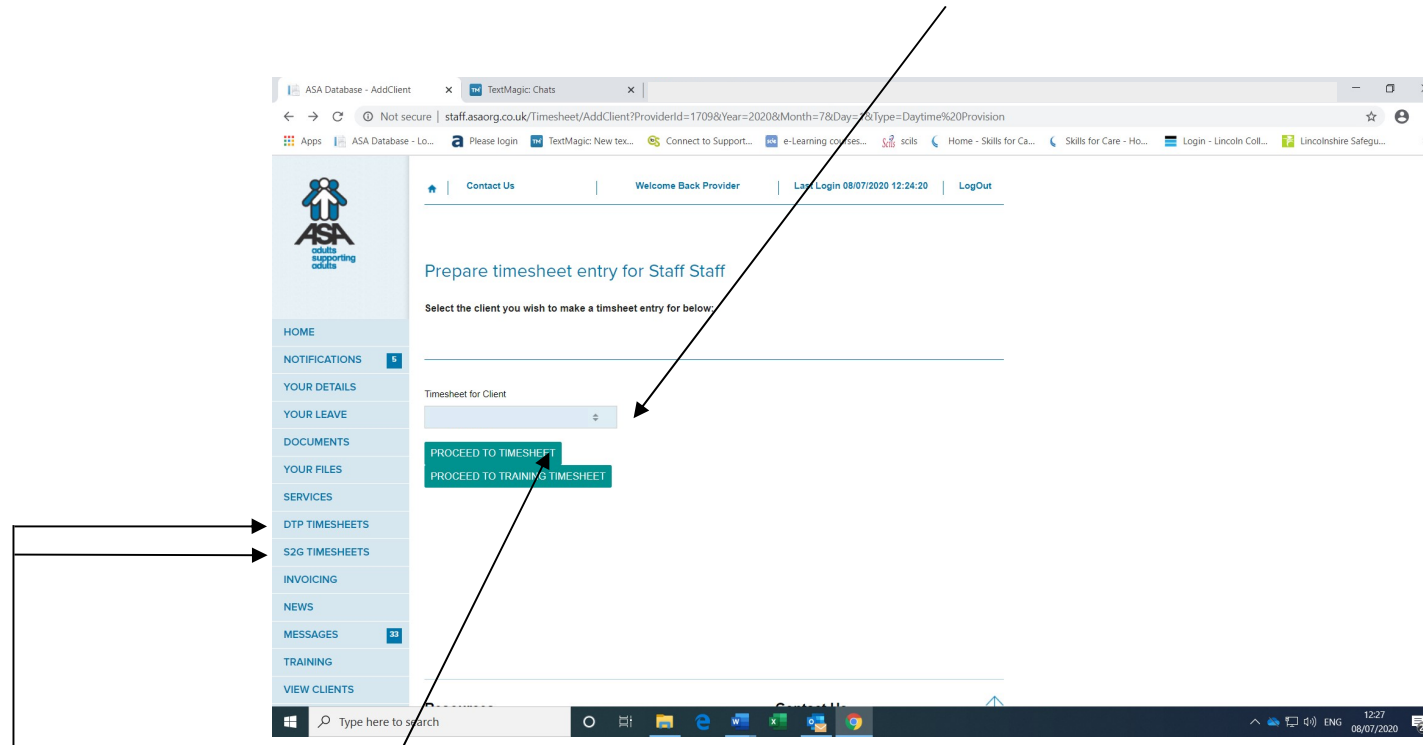 ASA Database - AddClient
TM TextMagic: Chats
Not secure | staff.asaorg.co.uk/Timesheet/AddClient?ProviderId=1709&Year=2020&Month=7&Day=1&Type=Daytime%20Provision
Apps ASA Database - Lo... Please login TextMagic: New tex... Connect to Support... e-Learning courses... scils Home - Skills for Ca... Skills for Care - Ho... Login - Lincoln Coll... Lincolnshire Safegu...
Contact Us | Welcome Back Provider | Last Login 08/07/2020 12:24:20 | LogOut
ASA
adults
supporting
adults
Prepare timesheet entry for Staff Staff
Select the client you wish to make a timsheet entry for below;
HOME
NOTIFICATIONS 5
YOUR DETAILS
YOUR LEAVE
DOCUMENTS
YOUR FILES
SERVICES
DTP TIMESHEETS
S2G TIMESHEETS
INVOICING
NEWS
MESSAGES 33
TRAINING
VIEW CLIENTS
Timesheet for Client
PROCEED TO TIMESHEET
PROCEED TO TRAINING TIMESHEET
Resources
Contact Us
Type here to search
ENG
12:27
08/07/2020